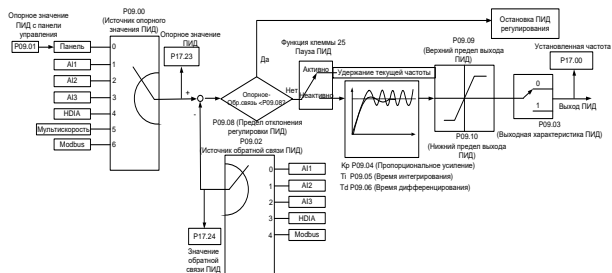 Опорное значение
ПИД с панели
управления
P09.01
Панель
AI1
AI2
AI3
HDIA
Мультискорость
Modbus
P09.00
(Источник опорного
значения ПИД)
0
1
2
3
4
5
6
Опорное значение
ПИД
P17.23
+
-
Да
Опорное-
Обр.связь <P09.08?
Нет
P09.08 (Предел отклонения
регулировки ПИД)
P09.02
(Источник обратной связи ПИД)
0
1
2
3
4
AI1
AI2
AI3
HDIA
Modbus
P17.24
Значение
обратной
связи ПИД
Функция клеммы 25
Пауза ПИД
Активно
Неактивно
Удержание текущей частоты
Остановка ПИД
регулирования
Kp P09.04 (Пропорциональное усиление)
Ti P09.05 (Время интегрирования)
Td P09.06 (Время дифференцирования)
P09.09
(Верхний предел выхода
ПИД)
P09.10
(Нижний предел выхода
ПИД)
0
1
P09.03
(Выходная характеристика ПИД)
Установленная частота
P17.00
Выход ПИД